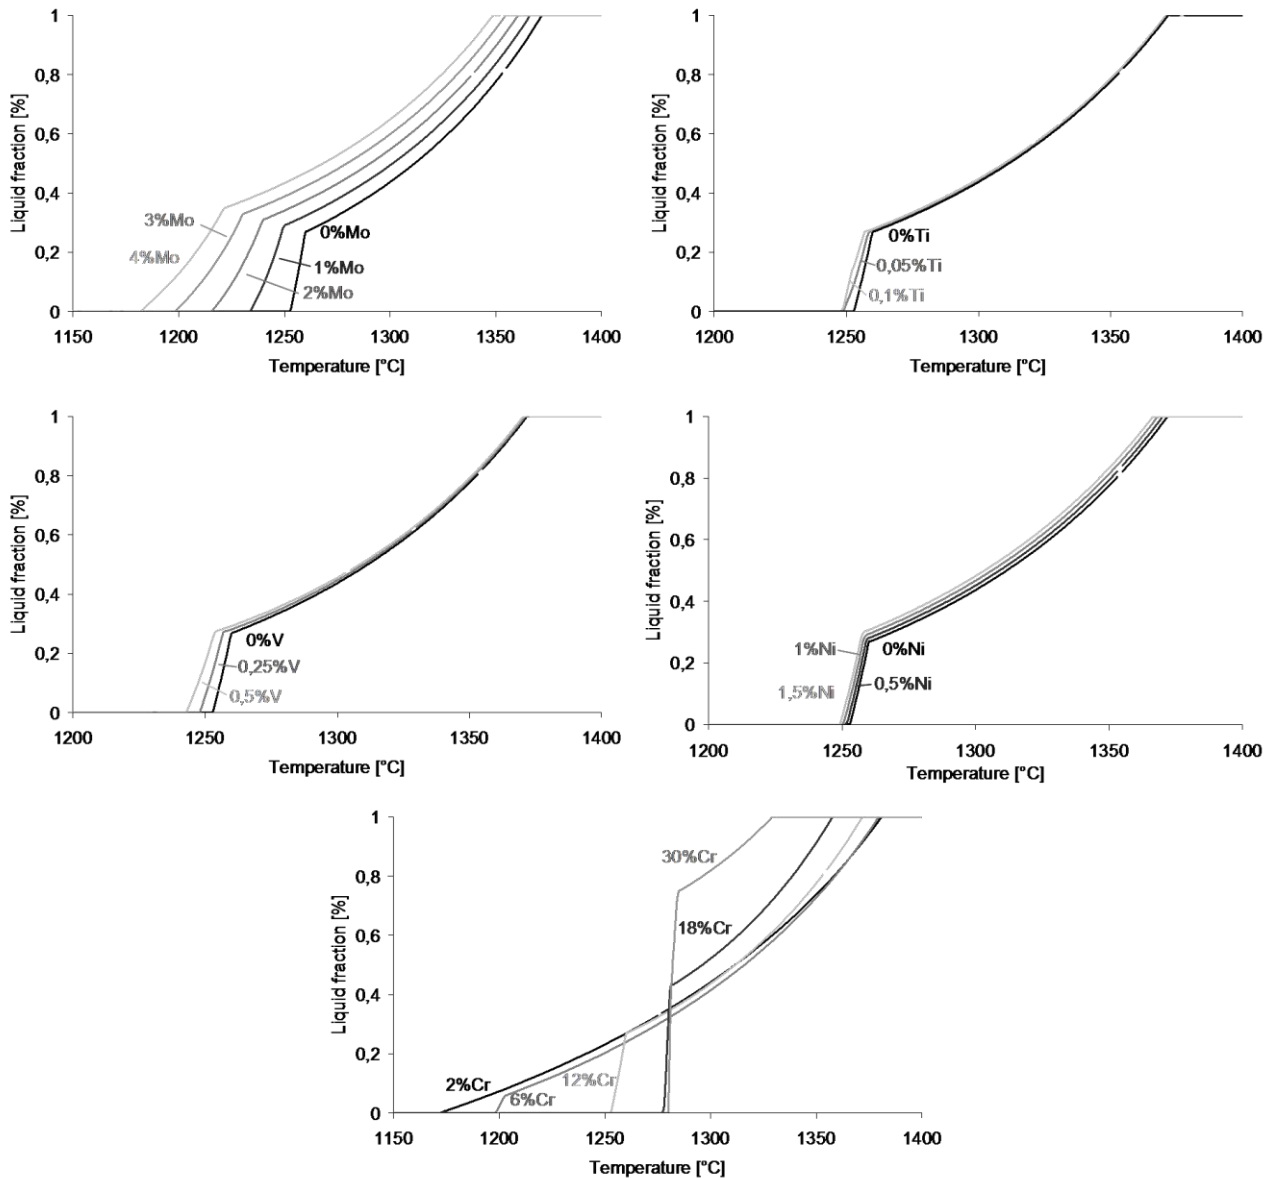 Liquid fraction [%]
1
0,8
0,6
0,4
0,2
0
3%Mo
4%Mo
0%Mo
1%Mo
2%Mo
1150 1200 1250 1300 1350 1400
Temperature [°C]
Liquid fraction [%]
1
0,8
0,6
0,4
0,2
0
0%Ti
0,05%Ti
0,1%Ti
1200 1250 1300 1350 1400
Temperature [°C]
Liquid fraction [%]
1
0,8
0,6
0,4
0,2
0
0%V
0,25%V
0,5%V
1200 1250 1300 1350 1400
Temperature [°C]
Liquid fraction [%]
1
0,8
0,6
0,4
0,2
0
1%Ni
0%Ni
0,5%Ni
1,5%Ni
1200 1250 1300 1350 1400
Temperature [°C]
Liquid fraction [%]
1
0,8
0,6
0,4
0,2
0
30%Cr
18%Cr
2%Cr
12%Cr
6%Cr
1150 1200 1250 1300 1350 1400
Temperature [°C]